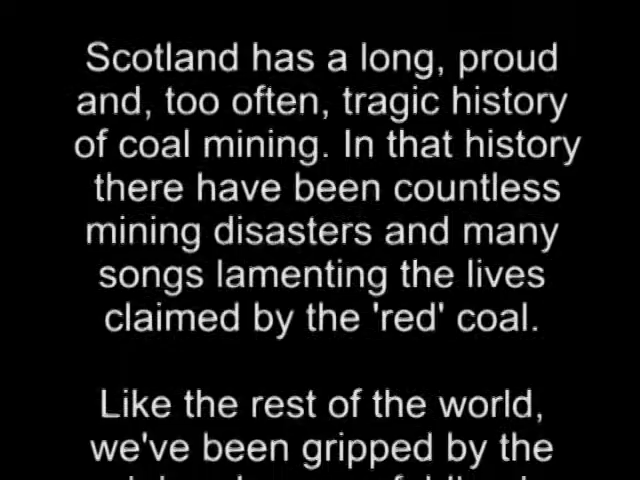 Scotland has a long, proud
and, too often, tragic history
of coal mining. In that history
there have been countless
mining disasters and many
songs lamenting the lives
claimed by the 'red' coal.
Like the rest of the world,
we've been gripped by the